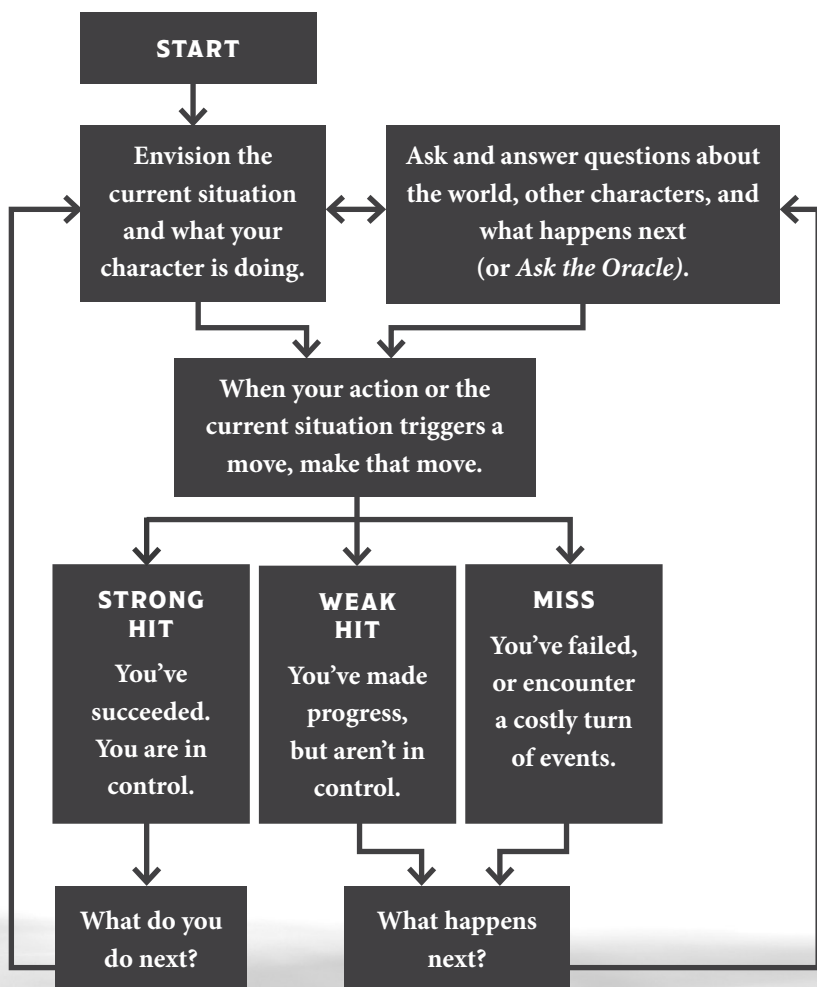 START
Envision the
current situation
and what your
character is doing.
Ask and answer questions about
the world, other characters, and
what happens next
(or Ask the Oracle).
When your action or the
current situation triggers a
move, make that move.
STRONG
HIT
You’ve
succeeded.
You are in
control.
WEAK
HIT
You’ve made
progress,
but aren’t in
control.
MISS
You’ve failed,
or encounter
a costly turn
of events.
What do you
do next?
What happens
next?